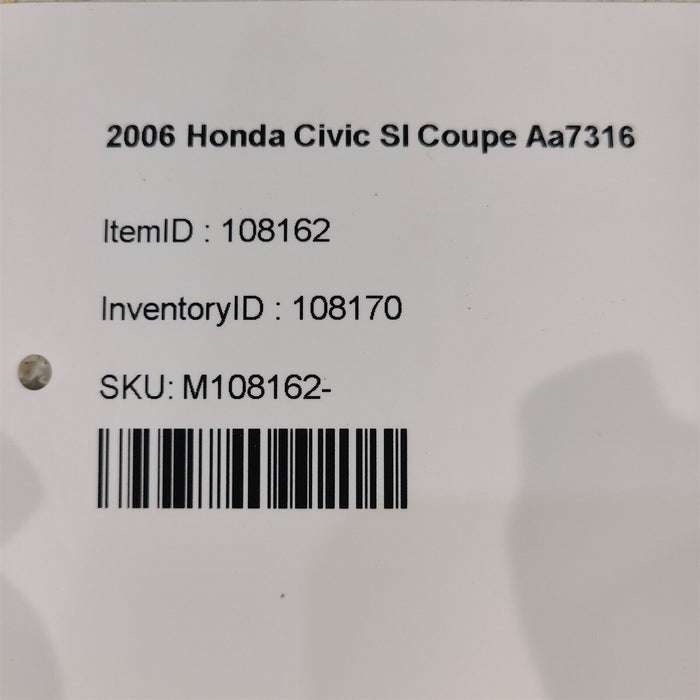 2006 Honda Civic SI Coupe Aa7316
ItemID : 108162
InventoryID : 108170
SKU: M108162-